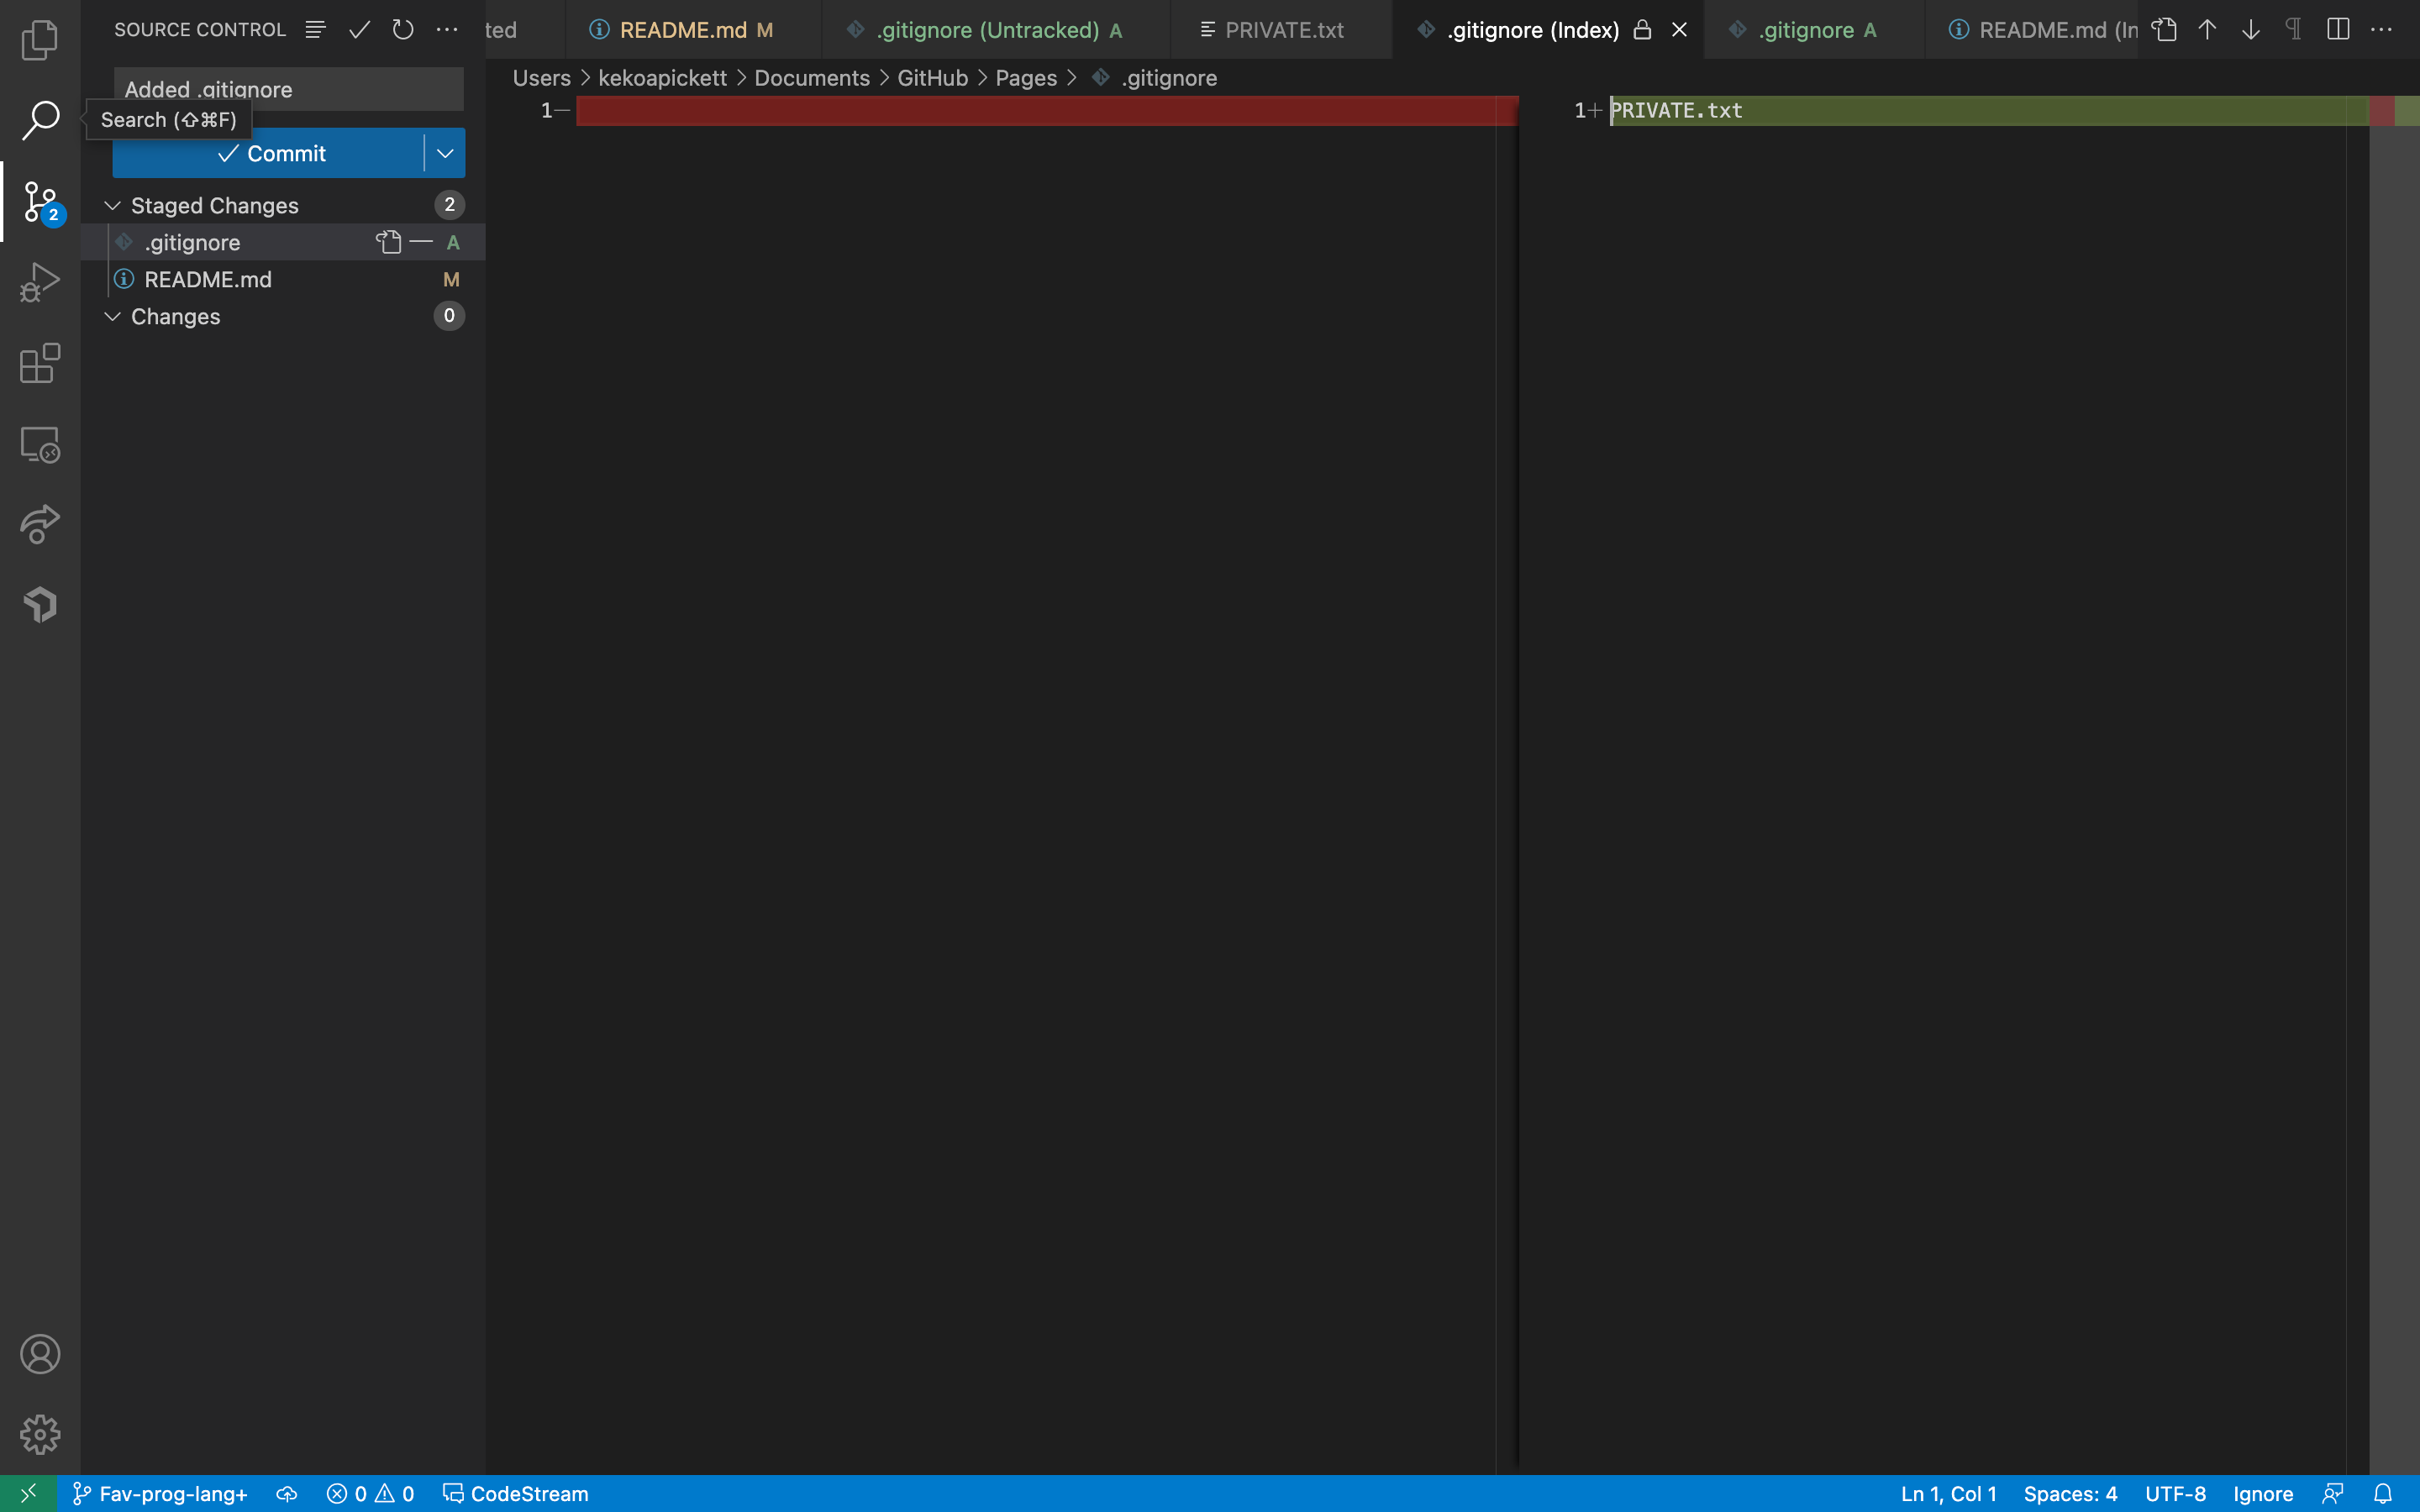 SOURCE CONTROL
ted
README.md M
.gitignore (Untracked) A
PRIVATE.txt
.gitignore (Index)
.gitignore A
README.md (In
Added .gitignore
Search (⇧⌘F)
Commit
Staged Changes 2
.gitignore A
README.md M
Changes 0
2
Users > kekoapickett > Documents > GitHub > Pages > .gitignore
1—
1+ PRIVATE.txt
Fav-prog-lang+
0 0
CodeStream
Ln 1, Col 1
Spaces: 4
UTF-8
Ignore